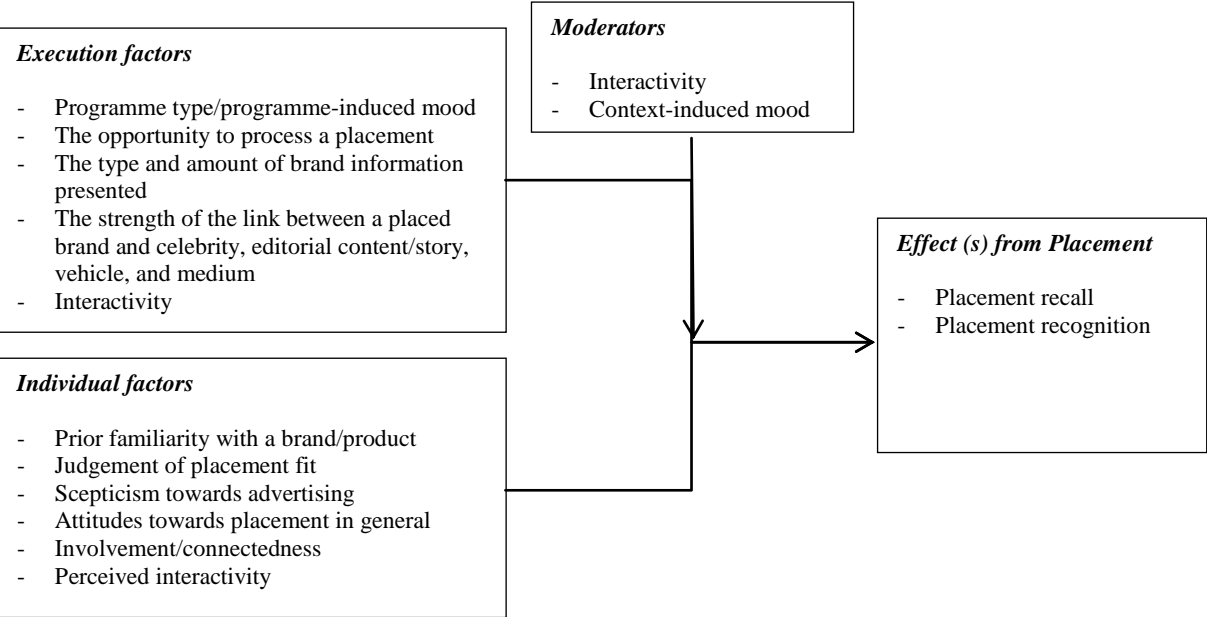 Execution factors
- Programme type/programme-induced mood
- The opportunity to process a placement
- The type and amount of brand information
presented
- The strength of the link between a placed
brand and celebrity, editorial content/story,
vehicle, and medium
- Interactivity
Moderators
- Interactivity
- Context-induced mood
Effect (s) from Placement
- Placement recall
- Placement recognition
Individual factors
- Prior familiarity with a brand/product
- Judgement of placement fit
- Scepticism towards advertising
- Attitudes towards placement in general
- Involvement/connectedness
- Perceived interactivity